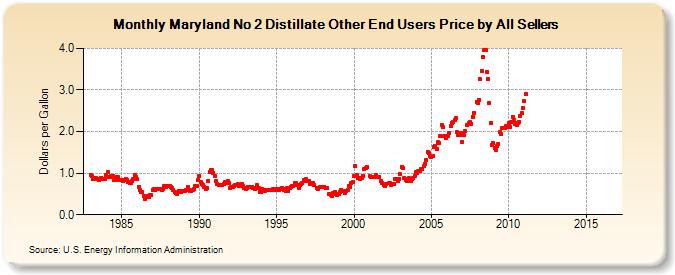 Monthly Maryland No 2 Distillate Other End Users Price by All Sellers
Dollars per Gallon
4.0
3.0
2.0
1.0
0.0
1985 1990 1995 2000 2005 2010 2015
Source: U.S. Energy Information Administration